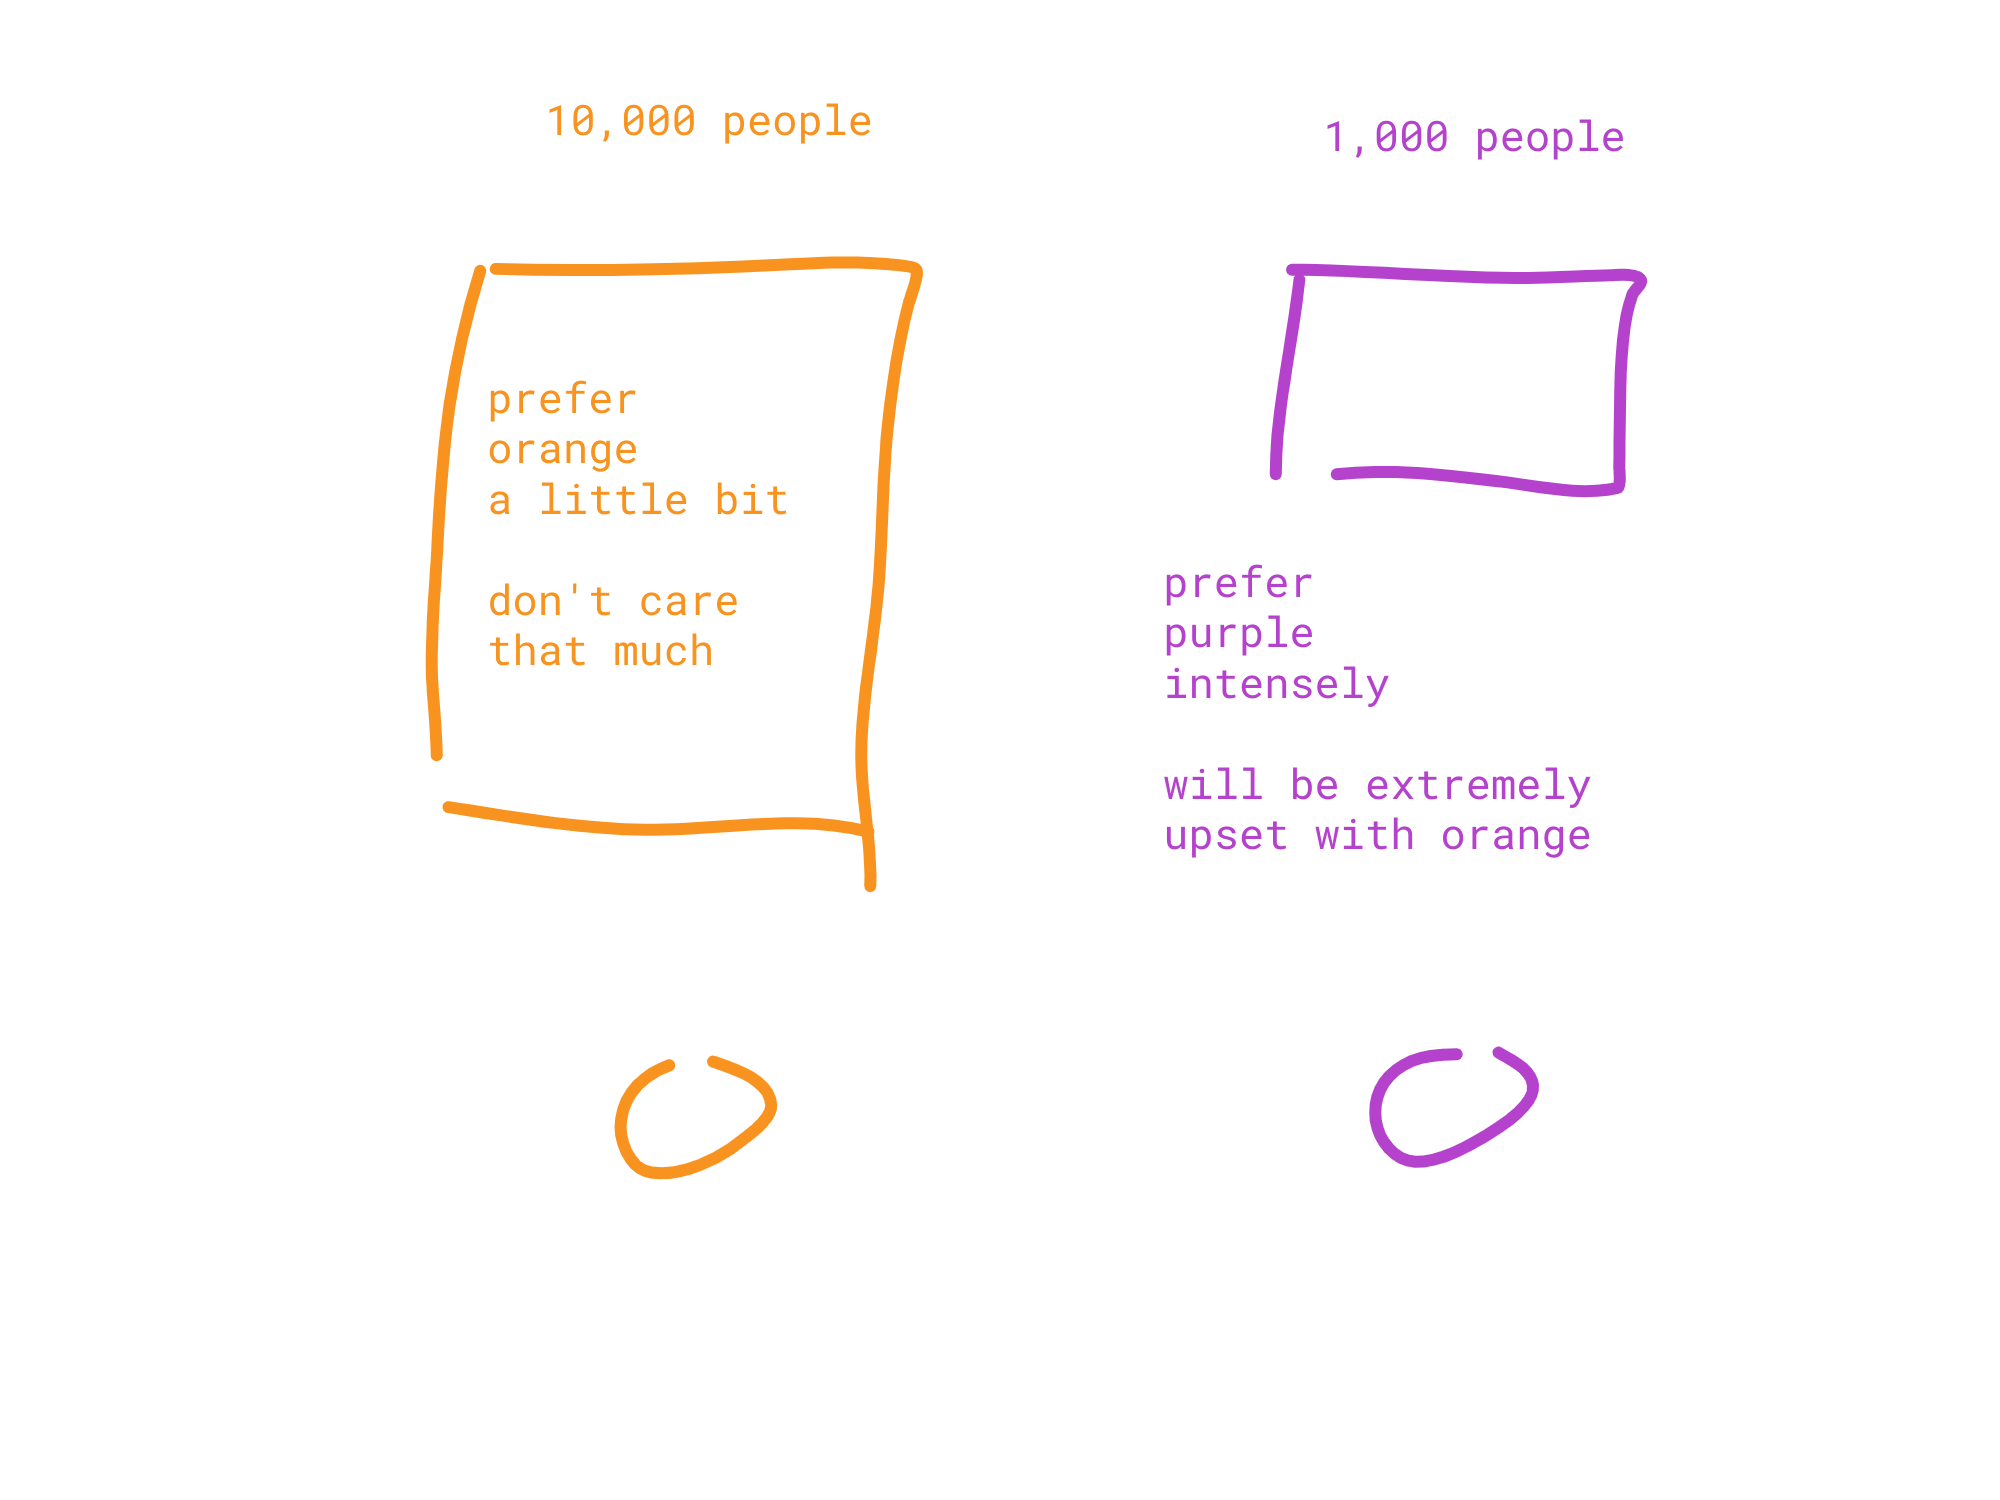 10,000 people
prefer
orange
a little bit
don't care
that much
1,000 people
prefer
purple
intensely
will be extremely
upset with orange